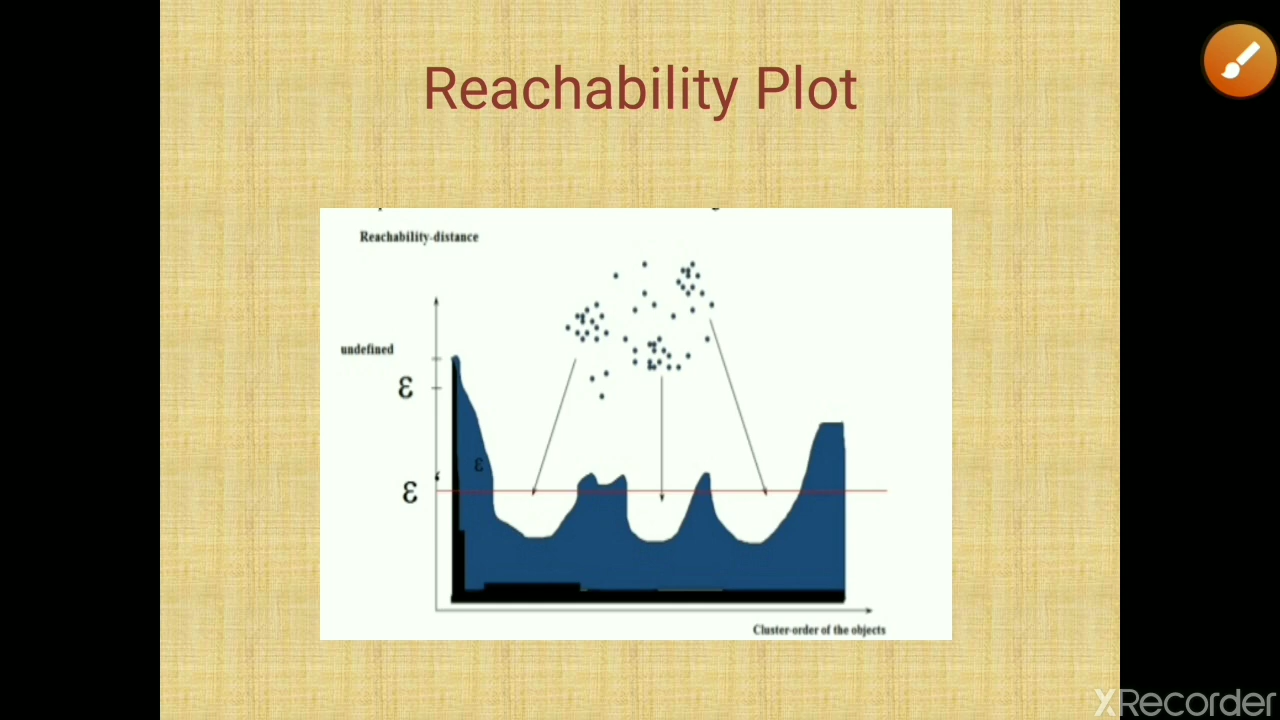 Reachability Plot
Reachability-distance
undefined
ε
ε
ε
Cluster-order of the objects
XRecorder